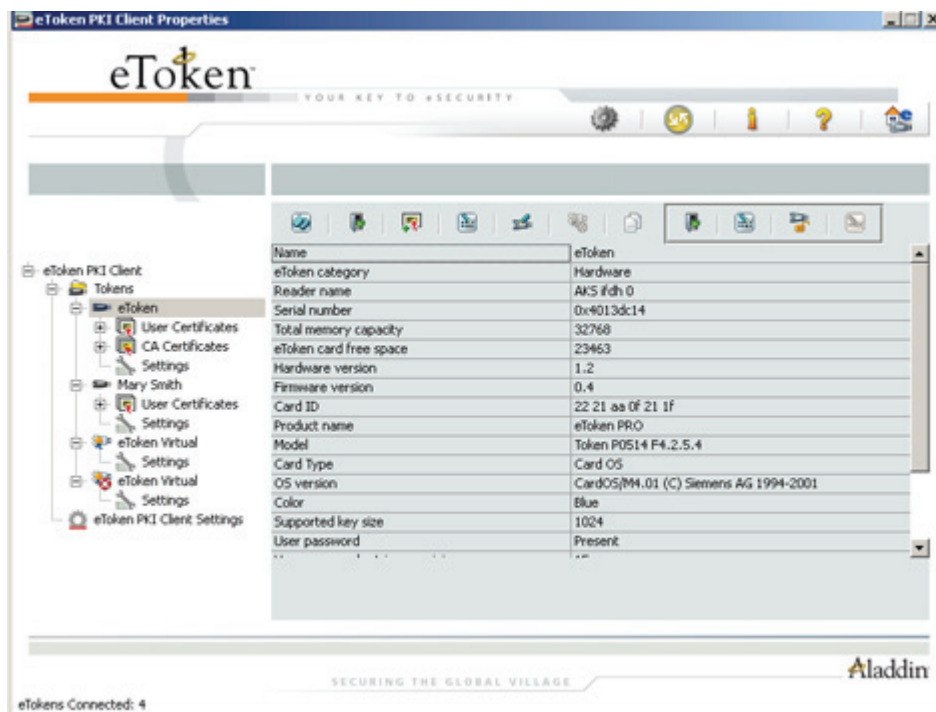 eToken PKI Client Properties
eToken
YOUR KEY TO eSECURITY
eToken PKI Client
Tokens
eToken
User Certificates
CA Certificates
Settings
Mary Smith
User Certificates
Settings
eToken Virtual
Settings
eToken Virtual
Settings
eToken PKI Client Settings
Name eToken
eToken category Hardware
Reader name AKS ifdh 0
Serial number 0x4013dc14
Total memory capacity 32768
eToken card free space 23463
Hardware version 1.2
Firmware version 0.4
Card ID 22 21 aa 0f 21 1f
Product name eToken PRO
Model Token P0514 F4.2.5.4
Card Type Card OS
OS version CardOS/M4.01 (C) Siemens AG 1994-2001
Color Blue
Supported key size 1024
User password Present
SECURING THE GLOBAL VILLAGE
Aladdin
eTokens Connected: 4